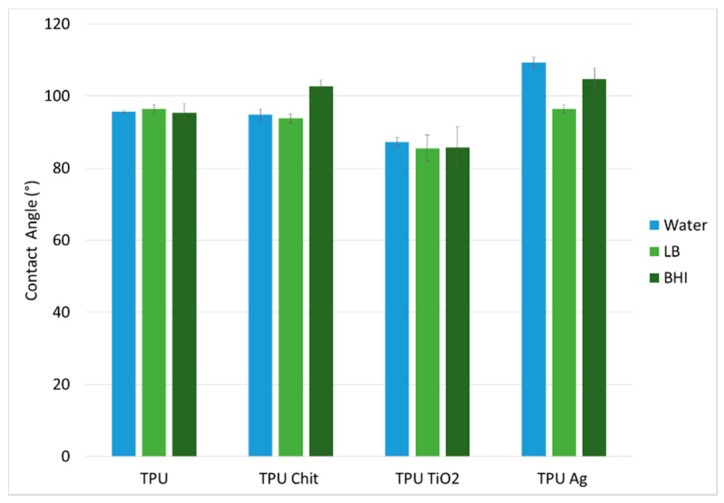 120
100
80
60
40
20
0
Contact Angle (°)
TPU
TPU Chit
TPU TiO2
TPU Ag
Water
LB
BHI